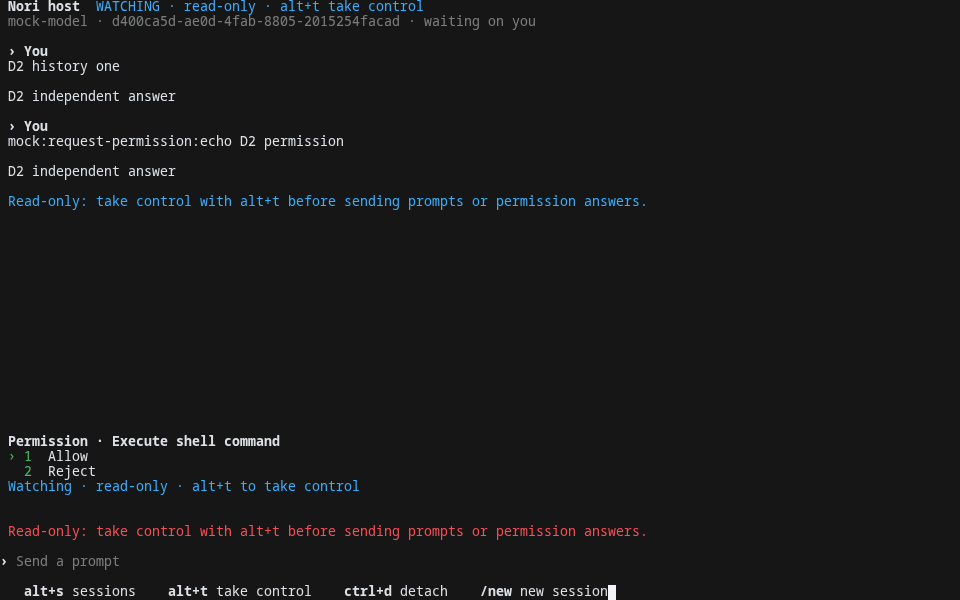 Nori host  WATCHING · read-only · alt+t take control
mock-model · d400ca5d-ae0d-4fab-8805-2015254facad · waiting on you
› You
D2 history one
D2 independent answer
› You
mock:request-permission:echo D2 permission
D2 independent answer
Read-only: take control with alt+t before sending prompts or permission answers.
Permission · Execute shell command
› 1  Allow
2  Reject
Watching · read-only · alt+t to take control
Read-only: take control with alt+t before sending prompts or permission answers.
› Send a prompt
alt+s sessions    alt+t take control    ctrl+d detach    /new new session